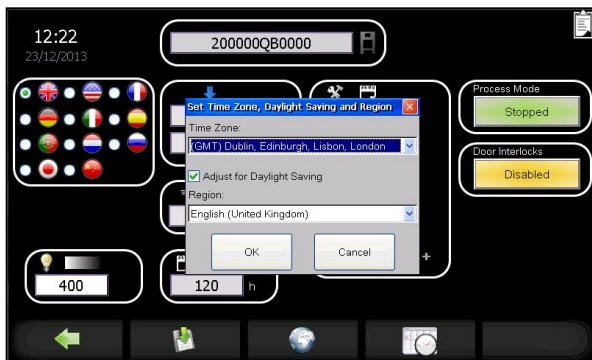 12:22
23/12/2013
200000QB0000
Process Mode
Stopped
Door Interlocks
Disabled
Set Time Zone, Daylight Saving and Region
Time Zone:
(GMT) Dublin, Edinburgh, Lisbon, London
Adjust for Daylight Saving
Region:
English (United Kingdom)
OK
Cancel
+
400
120
h